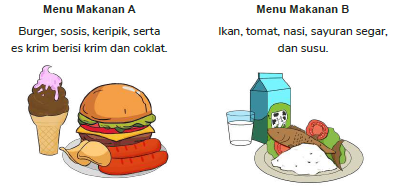 Menu Makanan A
Burger, sosis, keripik, serta
es krim berisi krim dan coklat.
Menu Makanan B
Ikan, tomat, nasi, sayuran segar,
dan susu.